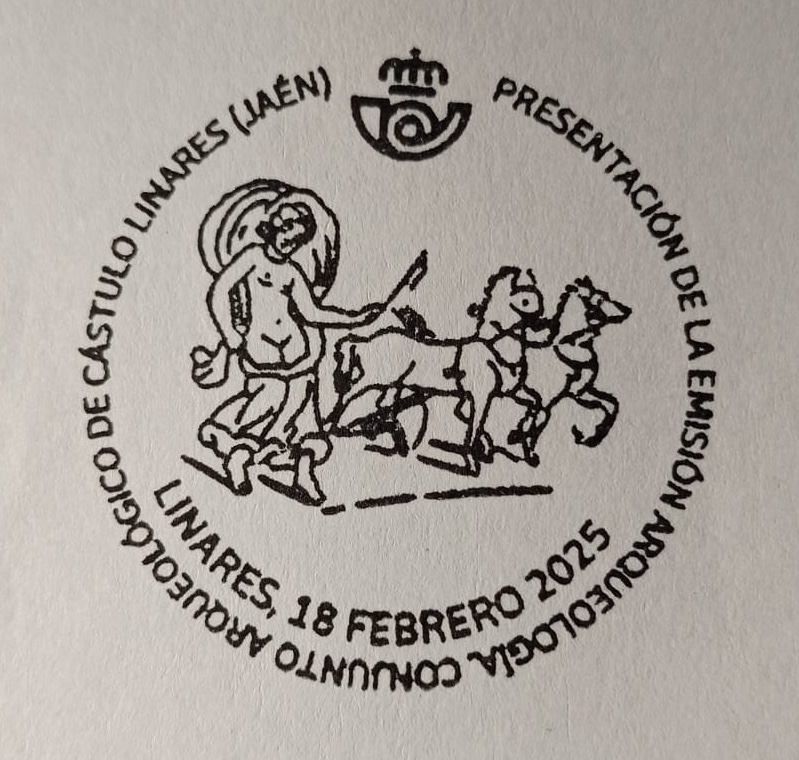 PRESENTACIÓN DE LA EMISIÓN ARQUEOLOGÍA. CONJUNTO ARQUEOLÓGICO DE CÁSTULO LINARES (JAÉN)
LINARES, 18 FEBRERO 2025